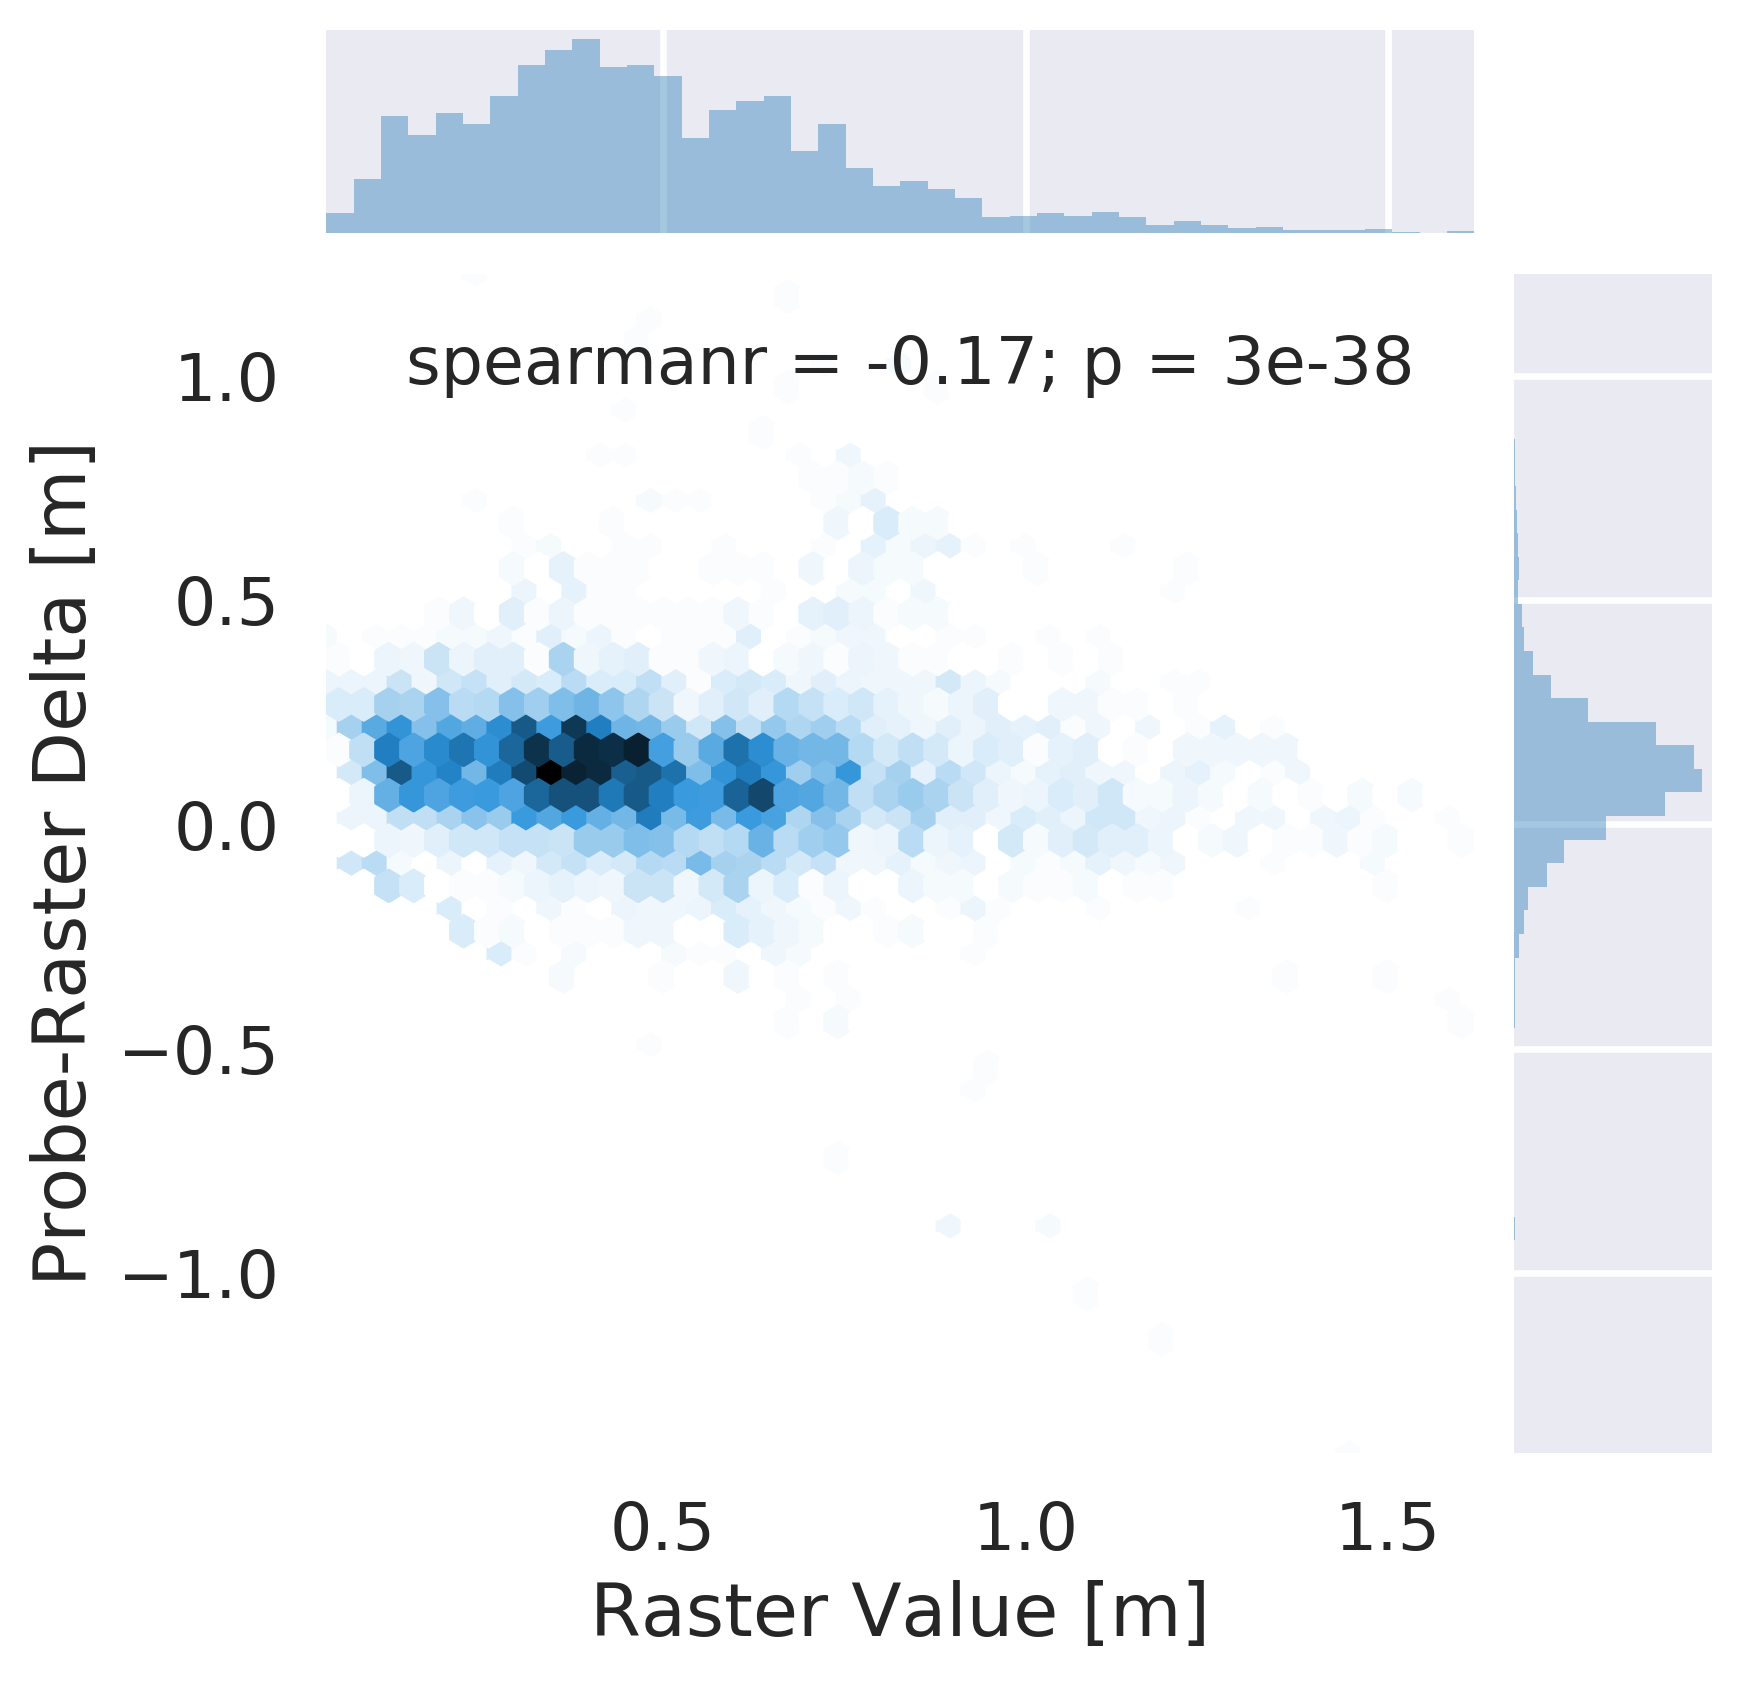 spearmanr = -0.17; p = 3e-38
1.0
0.5
0.0
−0.5
−1.0
Probe-Raster Delta [m]
0.5 1.0 1.5
Raster Value [m]